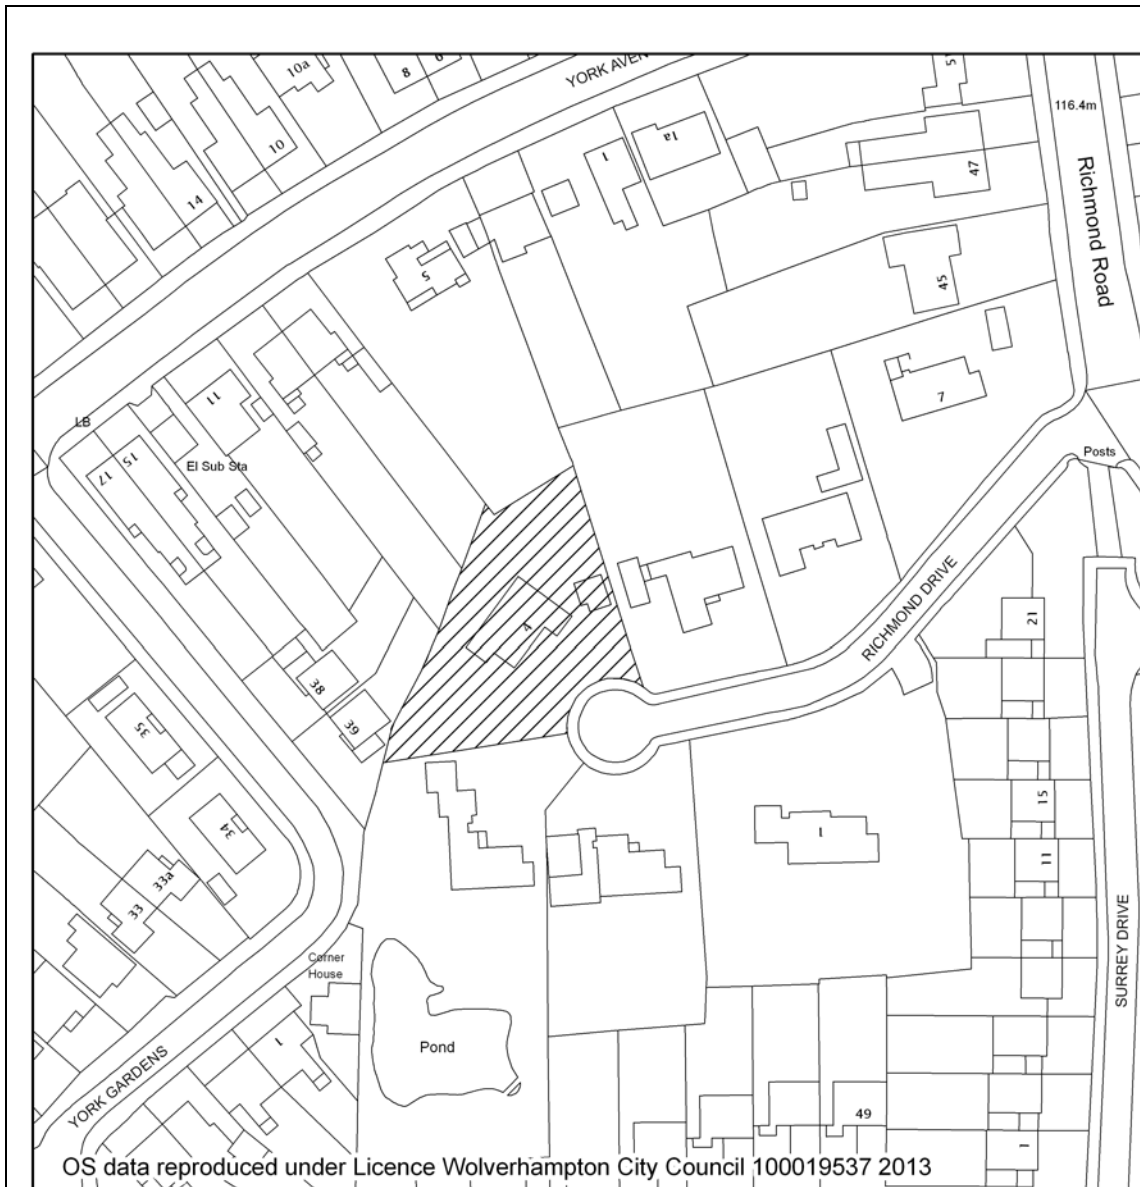 10a
8
YORK AVEN
116.4m
1a
1
10
47
14
Richmond Road
5
45
7
11
LB
15
17
El Sub Sta
Posts
RICHMOND DRIVE
4
21
38
39
35
15
34
1
11
33a
33
SURREY DRIVE
Corner
House
1
Pond
YORK GARDENS
49
1
OS data reproduced under Licence Wolverhampton City Council 100019537 2013